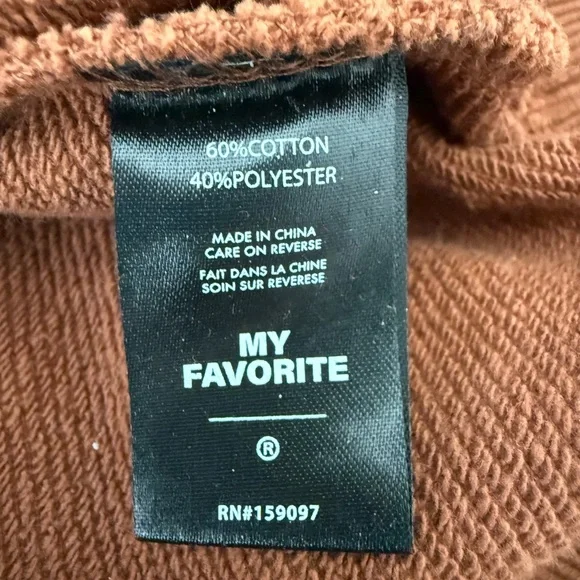 60%COTTON
40%POLYESTER
MADE IN CHINA
CARE ON REVERSE
FAIT DANS LA CHINE
SOIN SUR REVERESE
MY
FAVORITE
®
RN#159097